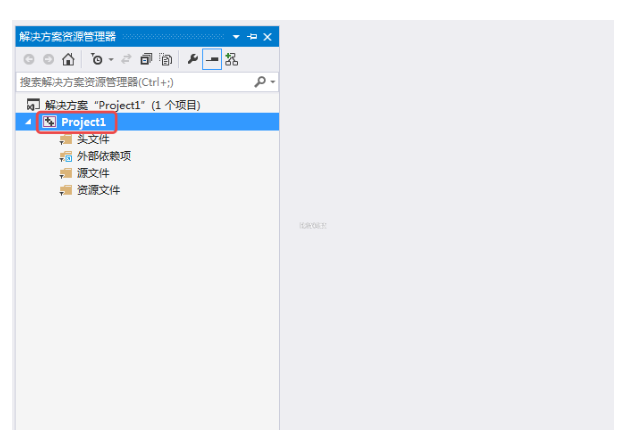 解决方案资源管理器
搜索解决方案资源管理器(Ctrl+;)
解决方案 "Project1" (1 个项目)
Project1
头文件
外部依赖项
源文件
资源文件